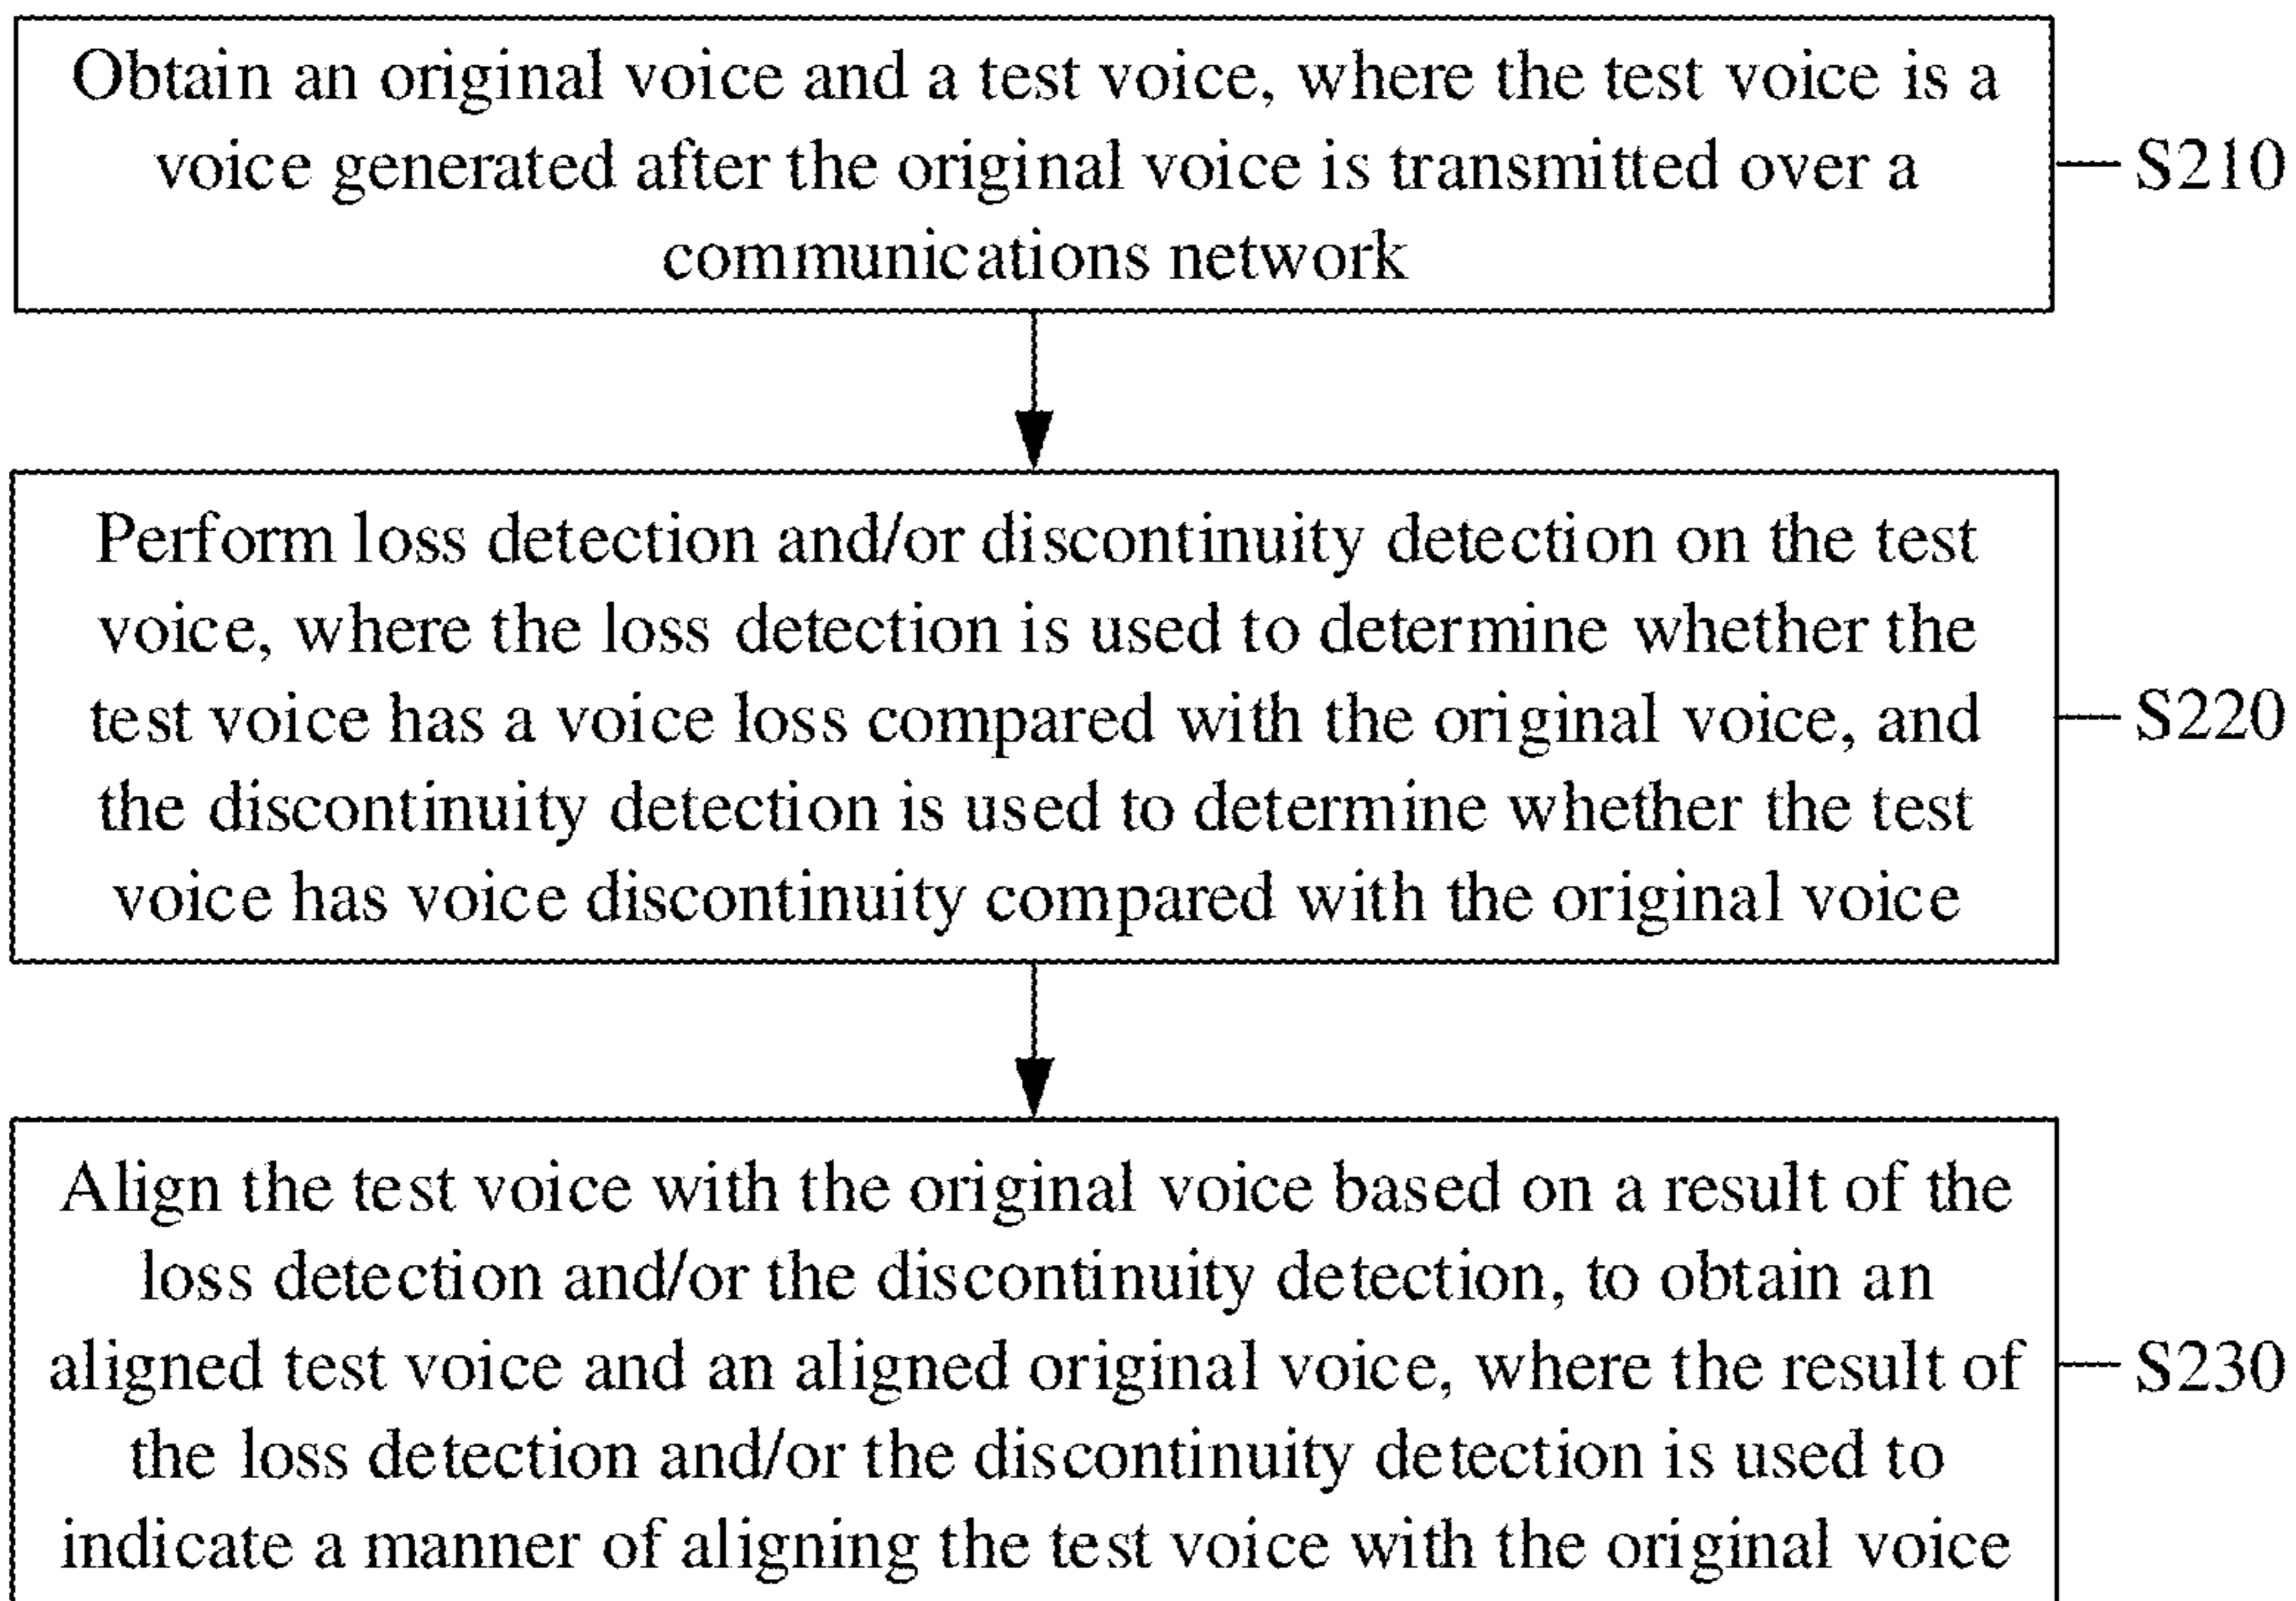 Obtain an original voice and a test voice, where the test voice is a
voice generated after the original voice is transmitted over a
communications network
S210
Perform loss detection and/or discontinuity detection on the test
voice, where the loss detection is used to determine whether the
test voice has a voice loss compared with the original voice, and
the discontinuity detection is used to determine whether the test
voice has voice discontinuity compared with the original voice
S220
Align the test voice with the original voice based on a result of the
loss detection and/or the discontinuity detection, to obtain an
aligned test voice and an aligned original voice, where the result of
the loss detection and/or the discontinuity detection is used to
indicate a manner of aligning the test voice with the original voice
S230